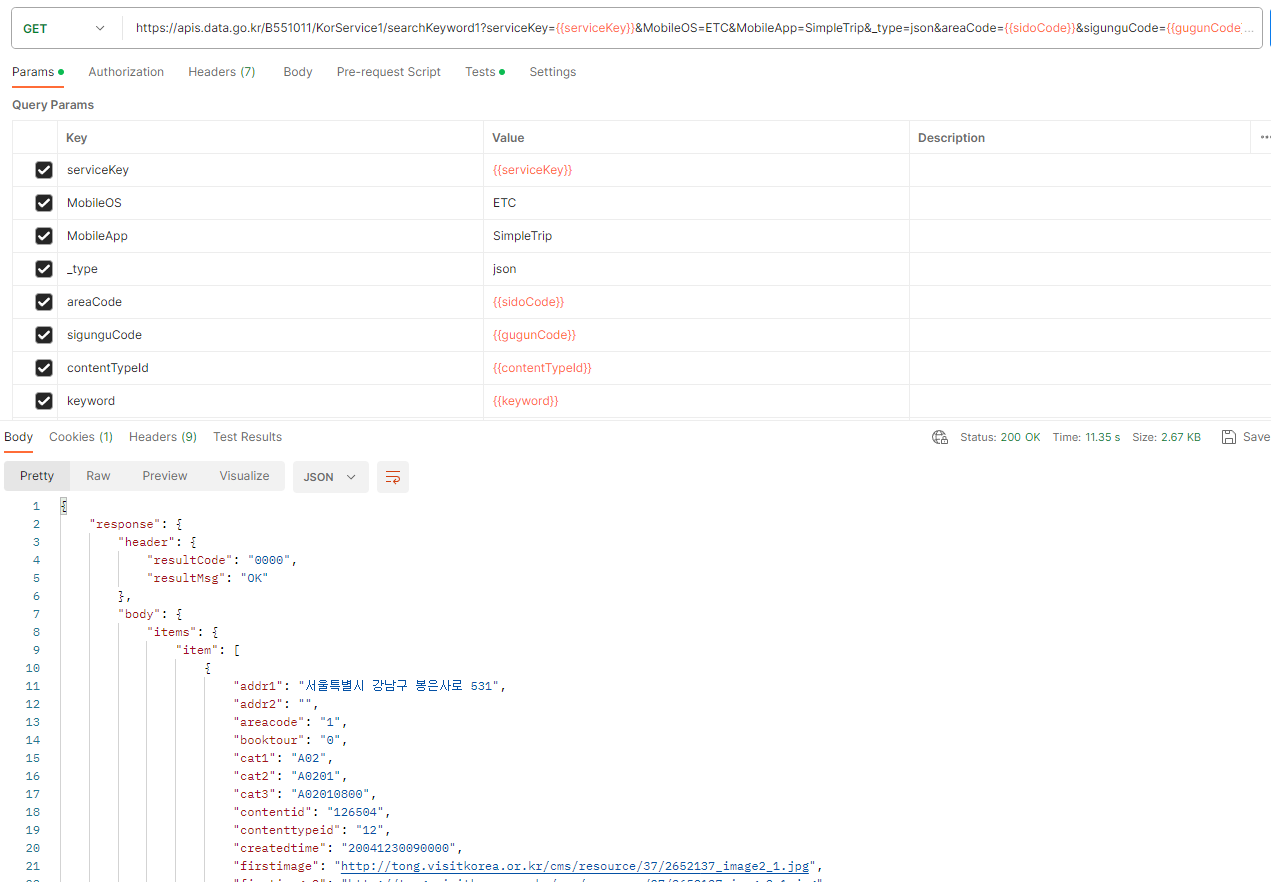 GET https://apis.data.go.kr/B551011/KorService1/searchKeyword1?serviceKey={{serviceKey}}&MobileOS=ETC&MobileApp=SimpleTrip&_type=json&areaCode={{sidoCode}}&sigunguCode={{gugunCode ...
Params Authorization Headers (7) Body Pre-request Script Tests Settings
Query Params
Key Value Description ...
serviceKey {{serviceKey}}
MobileOS ETC
MobileApp SimpleTrip
_type json
areaCode {{sidoCode}}
sigunguCode {{gugunCode}}
contentTypeId {{contentTypeId}}
keyword {{keyword}}
Body Cookies (1) Headers (9) Test Results Status: 200 OK Time: 11.35 s Size: 2.67 KB Save
Pretty Raw Preview Visualize JSON
1 {
2 "response": {
3 "header": {
4 "resultCode": "0000",
5 "resultMsg": "OK"
6 },
7 "body": {
8 "items": {
9 "item": [
10 {
11 "addr1": "서울특별시 강남구 봉은사로 531",
12 "addr2": "",
13 "areacode": "1",
14 "booktour": "0",
15 "cat1": "A02",
16 "cat2": "A0201",
17 "cat3": "A02010800",
18 "contentid": "126504",
19 "contenttypeid": "12",
20 "createdtime": "20041230090000",
21 "firstimage": "http://tong.visitkorea.or.kr/cms/resource/37/2652137_image2_1.jpg",